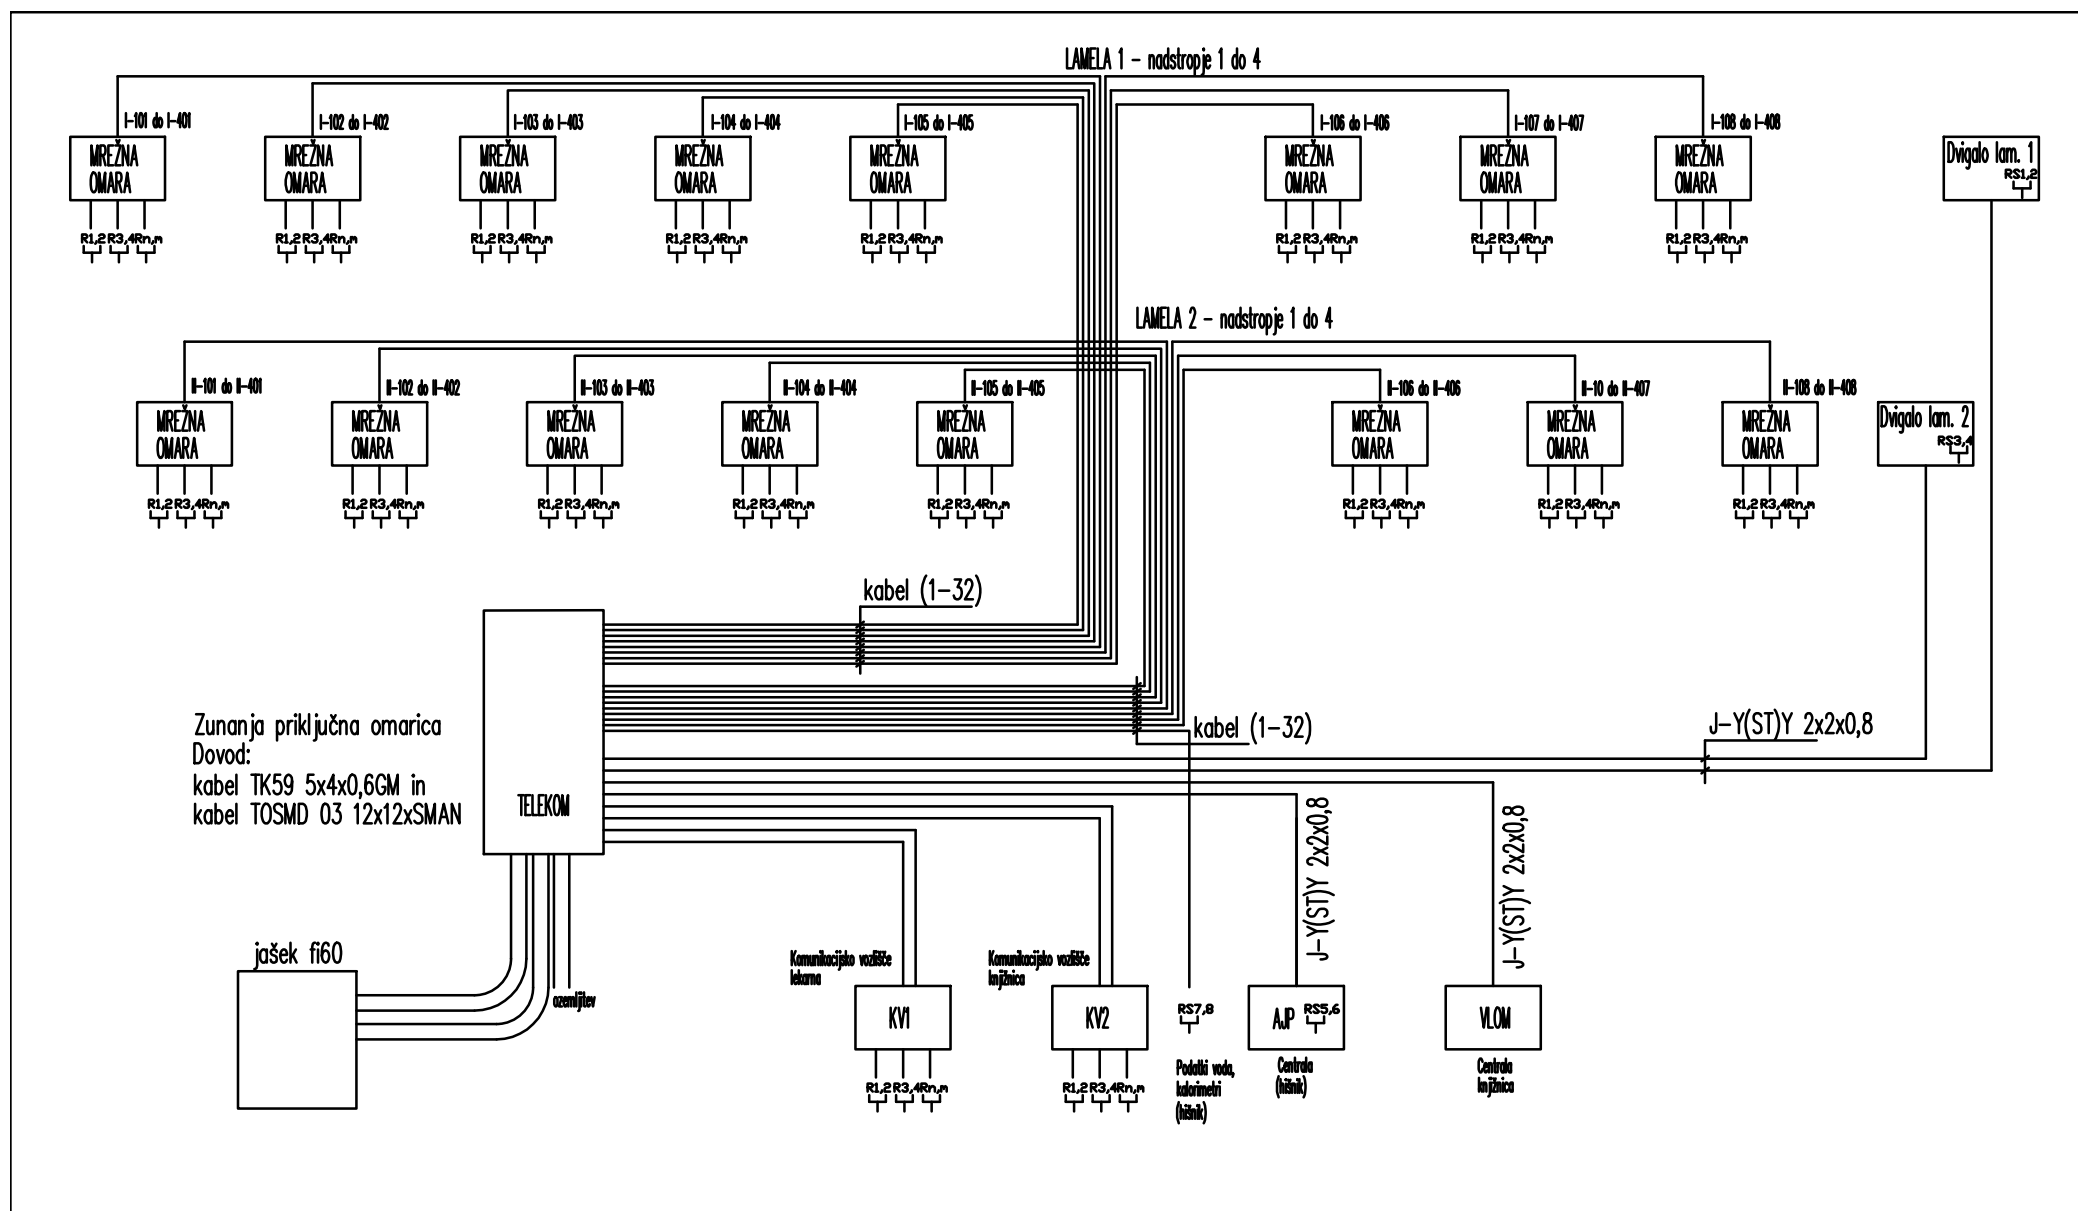 LAMELA 1 - nadstropje 1 do 4
I-101 do I-401
I-102 do I-402
I-103 do I-403
I-104 do I-404
I-105 do I-405
I-106 do I-406
I-107 do I-407
I-108 do I-408
MREŽNA
OMARA
MREŽNA
OMARA
MREŽNA
OMARA
MREŽNA
OMARA
MREŽNA
OMARA
MREŽNA
OMARA
MREŽNA
OMARA
MREŽNA
OMARA
Dvigalo lam. 1
RS1,2
R1,2 R3,4 Rn,m
R1,2 R3,4 Rn,m
R1,2 R3,4 Rn,m
R1,2 R3,4 Rn,m
R1,2 R3,4 Rn,m
R1,2 R3,4 Rn,m
R1,2 R3,4 Rn,m
R1,2 R3,4 Rn,m
LAMELA 2 - nadstropje 1 do 4
II-101 do II-401
II-102 do II-402
II-103 do II-403
II-104 do II-404
II-105 do II-405
II-106 do II-406
II-10 do II-407
II-108 do II-408
MREŽNA
OMARA
MREŽNA
OMARA
MREŽNA
OMARA
MREŽNA
OMARA
MREŽNA
OMARA
MREŽNA
OMARA
MREŽNA
OMARA
MREŽNA
OMARA
Dvigalo lam. 2
RS3,4
R1,2 R3,4 Rn,m
R1,2 R3,4 Rn,m
R1,2 R3,4 Rn,m
R1,2 R3,4 Rn,m
R1,2 R3,4 Rn,m
R1,2 R3,4 Rn,m
R1,2 R3,4 Rn,m
R1,2 R3,4 Rn,m
kabel (1-32)
kabel (1-32)
J-Y(ST)Y 2x2x0,8
Zunanja priključna omarica
Dovod:
kabel TK59 5x4x0,6GM in
kabel TOSMD 03 12x12xSMAN
TELEKOM
J-Y(ST)Y 2x2x0,8
J-Y(ST)Y 2x2x0,8
jašek fi60
ozemljitev
Komunikacijsko vozlišče
lekarna
Komunikacijsko vozlišče
knjižnica
KV1
KV2
RS7,8
AJP
RS5,6
VLOM
R1,2 R3,4 Rn,m
R1,2 R3,4 Rn,m
Podatki voda,
kalorimetri
(hišnik)
Centrala
(hišnik)
Centrala
knjižnica